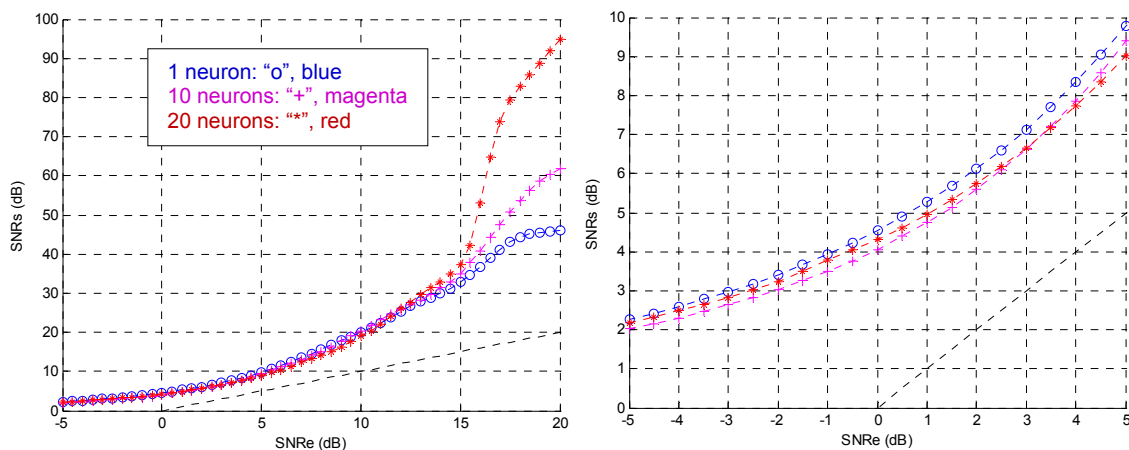 100
90
80
70
60
50
40
30
20
10
0
SNRs (dB)
1 neuron: “o”, blue
10 neurons: “+”, magenta
20 neurons: “*”, red
-5 0 5 10 15 20
SNRe (dB)
10
9
8
7
6
5
4
3
2
1
0
SNRs (dB)
-5 -4 -3 -2 -1 0 1 2 3 4 5
SNRe (dB)